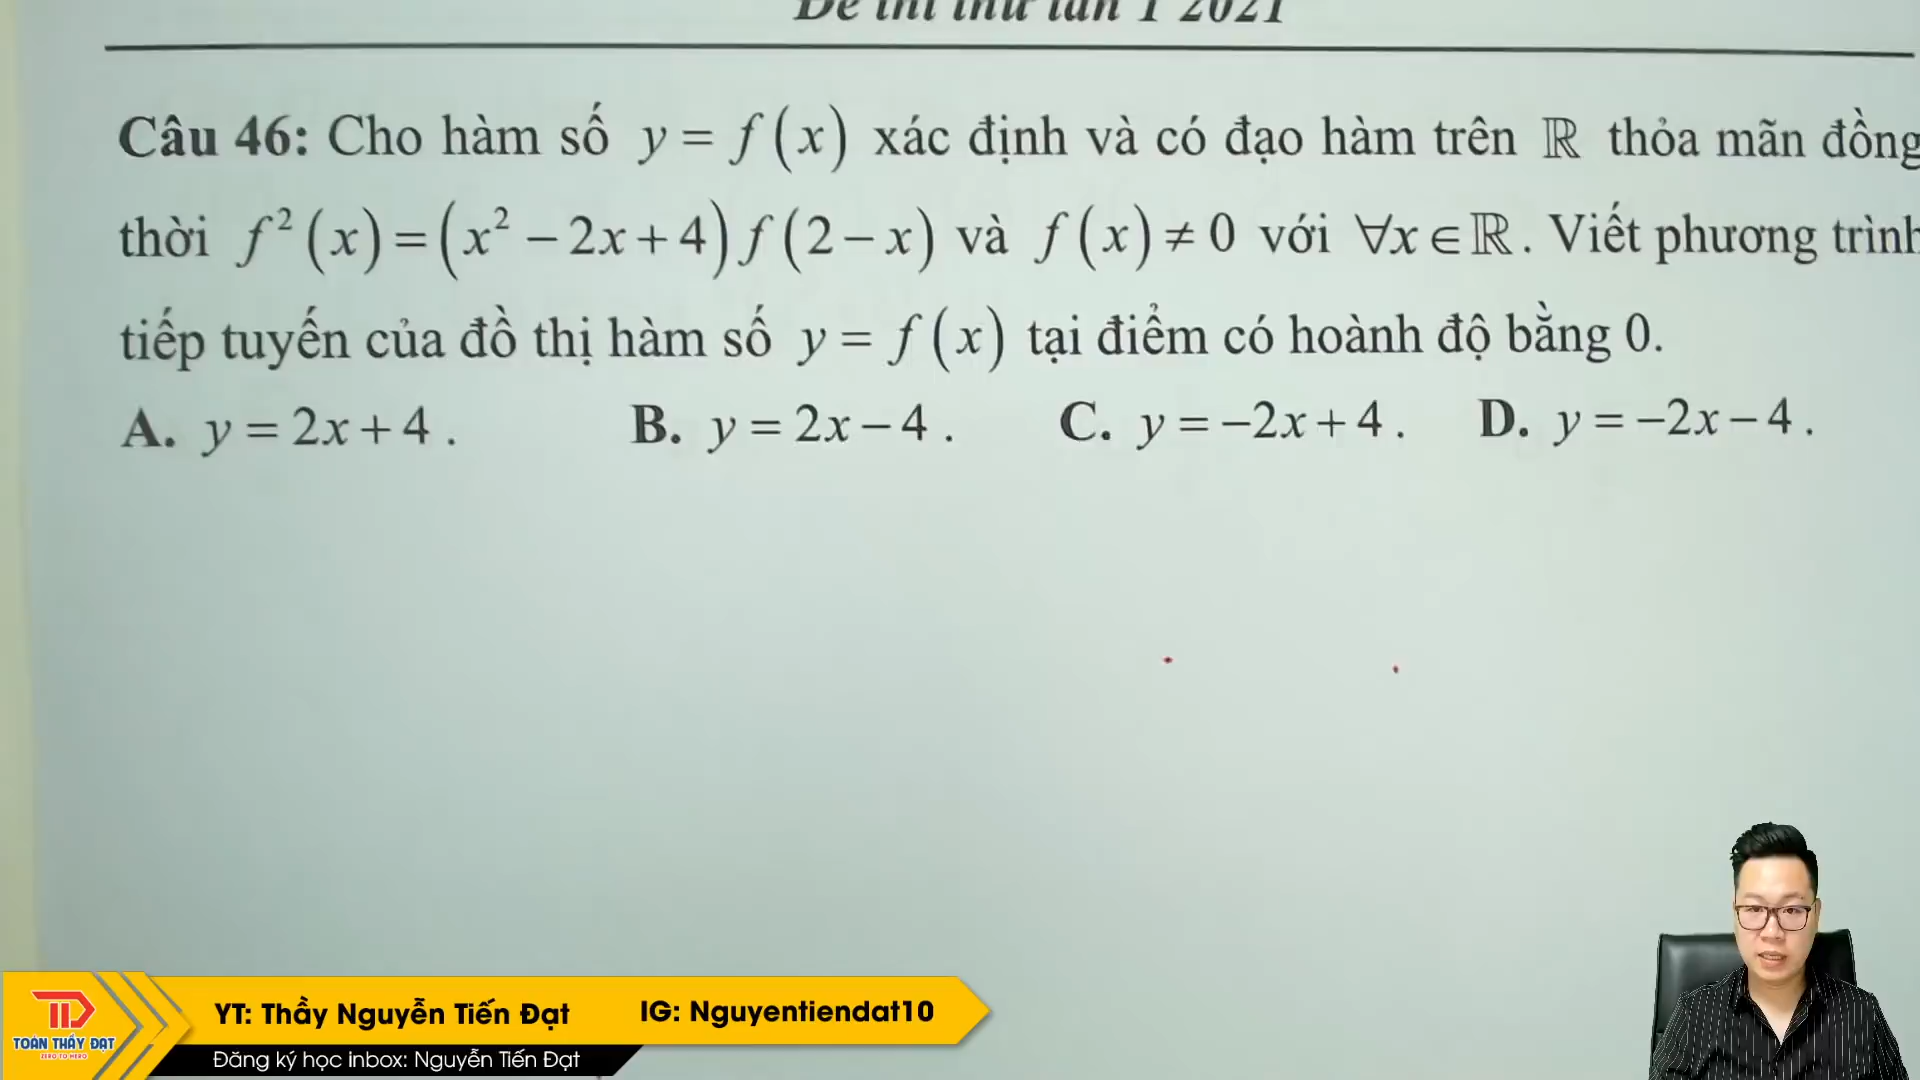 Đề thi thử lần 1 2021
Câu 46: Cho hàm số y = f(x) xác định và có đạo hàm trên ℝ thỏa mãn đồng
thời f²(x) = (x² − 2x + 4) f(2 − x) và f(x) ≠ 0 với ∀x ∈ ℝ. Viết phương trình
tiếp tuyến của đồ thị hàm số y = f(x) tại điểm có hoành độ bằng 0.
A. y = 2x + 4 . B. y = 2x − 4 . C. y = −2x + 4 . D. y = −2x − 4 .
YT: Thầy Nguyễn Tiến Đạt IG: Nguyentiendat10
TOÁN THẦY ĐẠT
ZERO TO HERO
Đăng ký học inbox: Nguyễn Tiến Đạt